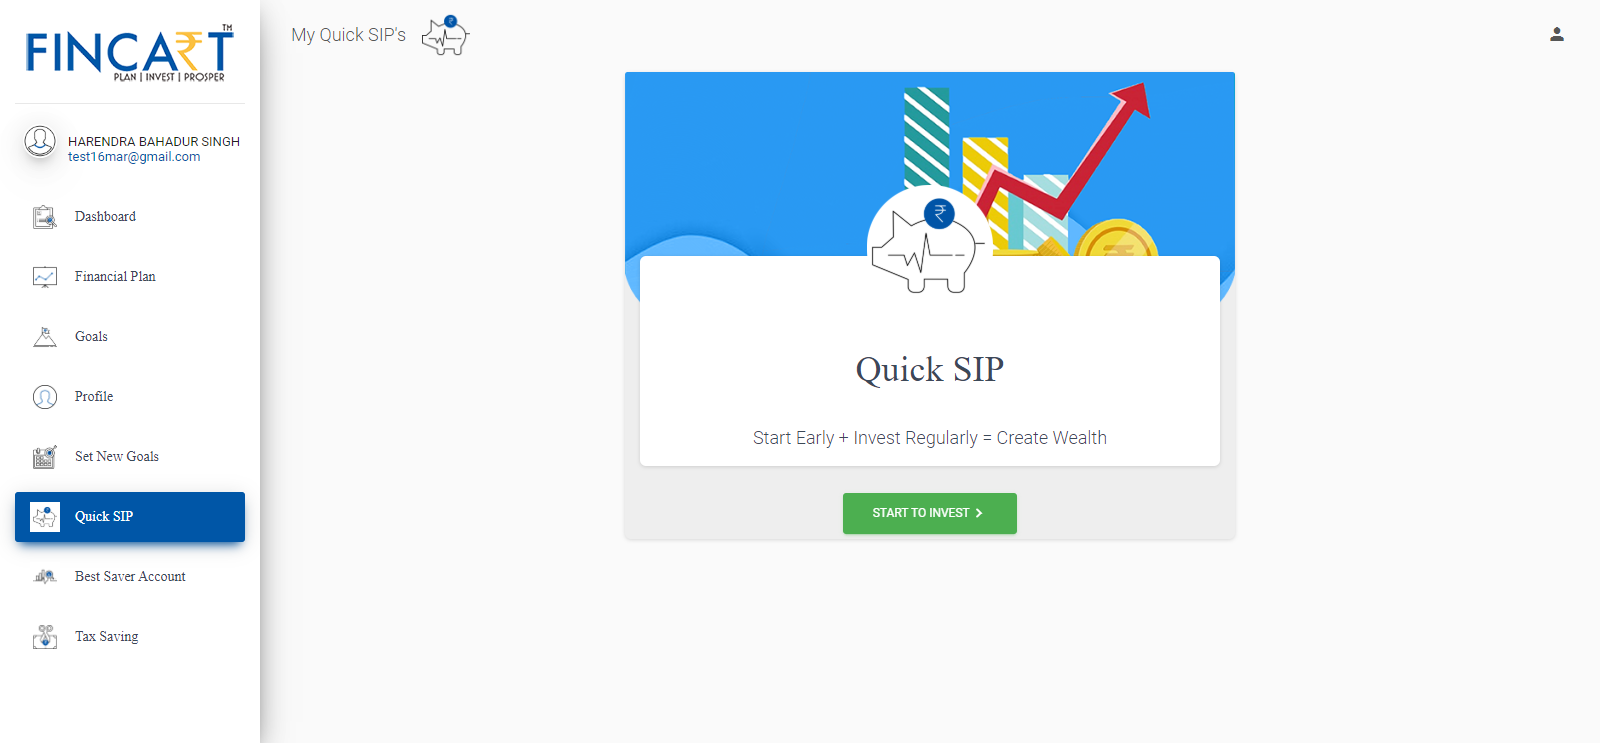 FINCART™
PLAN | INVEST | PROSPER
HARENDRA BAHADUR SINGH
test16mar@gmail.com
Dashboard
Financial Plan
Goals
Profile
Set New Goals
Quick SIP
Best Saver Account
Tax Saving
My Quick SIP's
Quick SIP
Start Early + Invest Regularly = Create Wealth
START TO INVEST